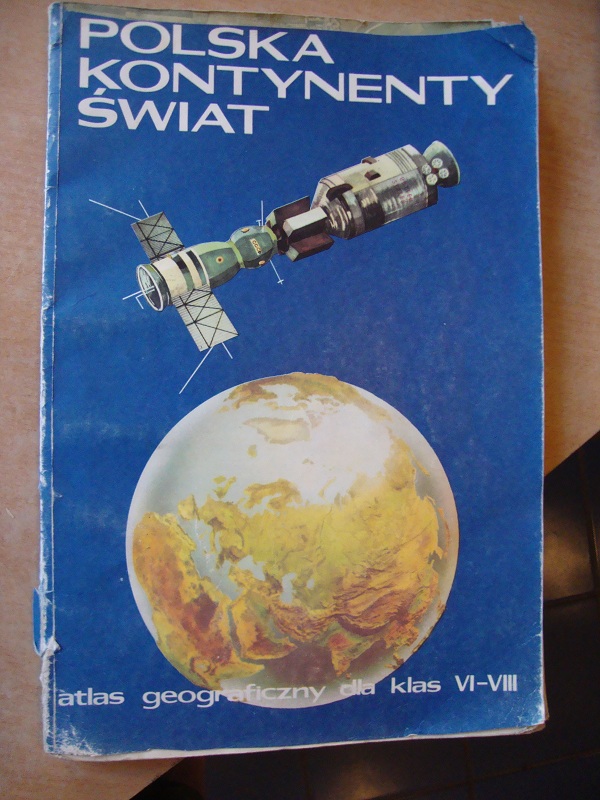 POLSKA
KONTYNENTY
ŚWIAT
atlas geograficzny dla klas VI-VIII